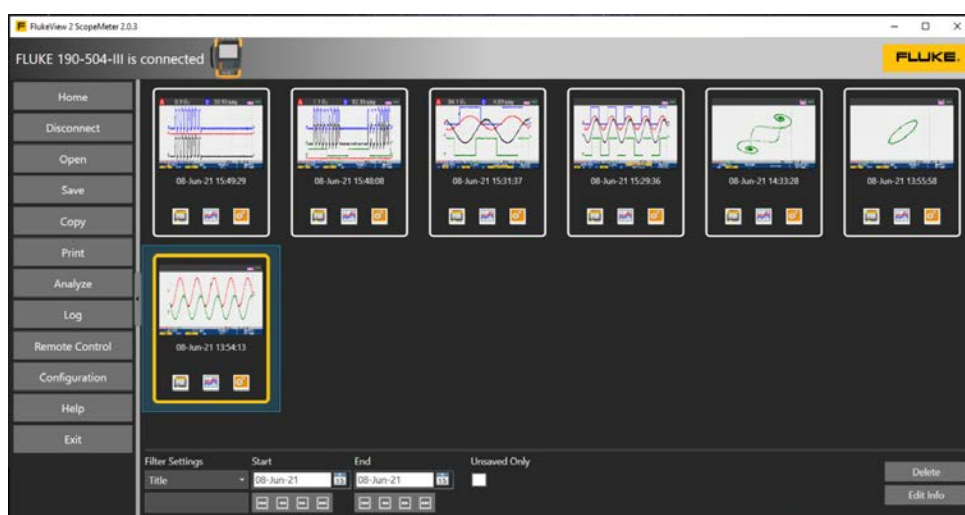 FlukeView 2 ScopeMeter 2.0.3
FLUKE 190-504-III is connected
FLUKE.
Home
Disconnect
Open
Save
Copy
Print
Analyze
Log
Remote Control
Configuration
Help
Exit
08-Jun-21 15:49:29
08-Jun-21 15:48:08
08-Jun-21 15:31:37
08-Jun-21 15:29:36
08-Jun-21 14:33:28
08-Jun-21 13:55:58
08-Jun-21 13:54:13
Filter Settings
Start
End
Unsaved Only
Title
08-Jun-21
15
08-Jun-21
15
Delete
Edit Info